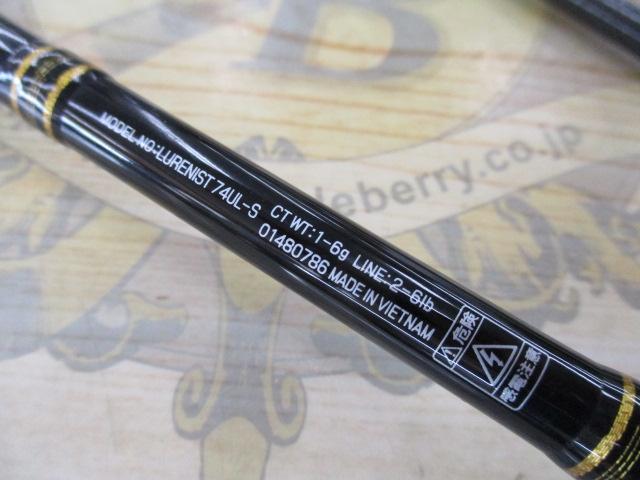 B
leberry.co.jp
MODEL NO:LURENIST 74UL-S CT WT:1-6g LINE:2-6lb
01480786 MADE IN VIETNAM
⚠危険
感電注意